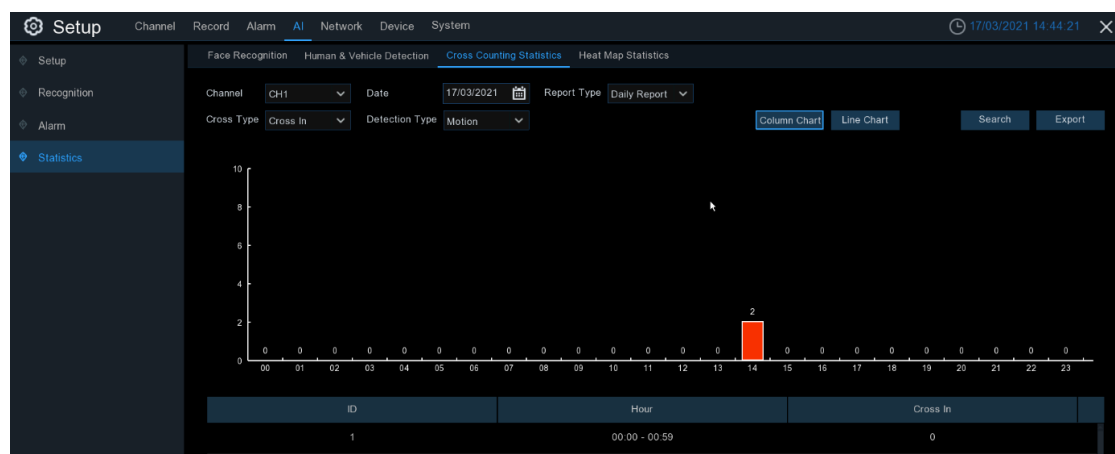 Setup Channel Record Alarm AI Network Device System 17/03/2021 14:44:21
Setup
Recognition
Alarm
Statistics
Face Recognition Human & Vehicle Detection Cross Counting Statistics Heat Map Statistics
Channel CH1 Date 17/03/2021 Report Type Daily Report
Cross Type Cross In Detection Type Motion Column Chart Line Chart Search Export
10
8
6
4
2
0
2
0 0 0 0 0 0 0 0 0 0 0 0 0 0 0 0 0 0 0 0 0 0 0
00 01 02 03 04 05 06 07 08 09 10 11 12 13 14 15 16 17 18 19 20 21 22 23
ID Hour Cross In
1 00:00 - 00:59 0